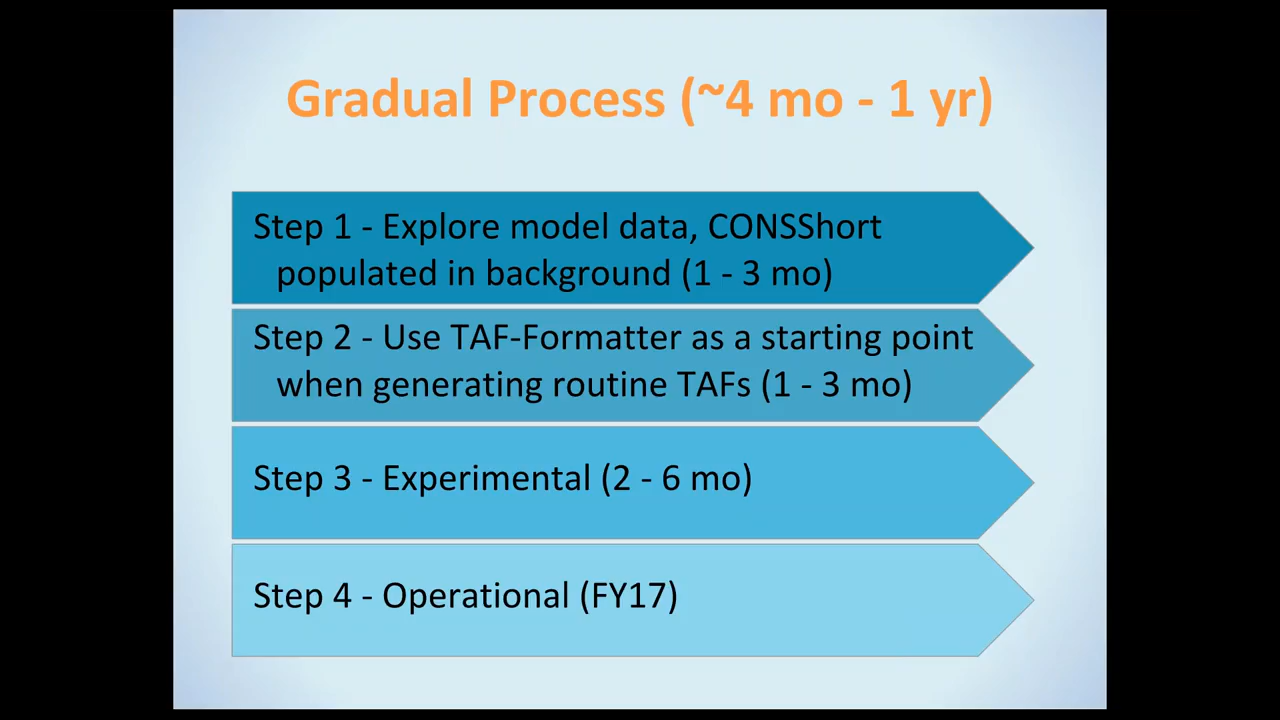 Gradual Process (~4 mo - 1 yr)
Step 1 - Explore model data, CONSShort
populated in background (1 - 3 mo)
Step 2 - Use TAF-Formatter as a starting point
when generating routine TAFs (1 - 3 mo)
Step 3 - Experimental (2 - 6 mo)
Step 4 - Operational (FY17)